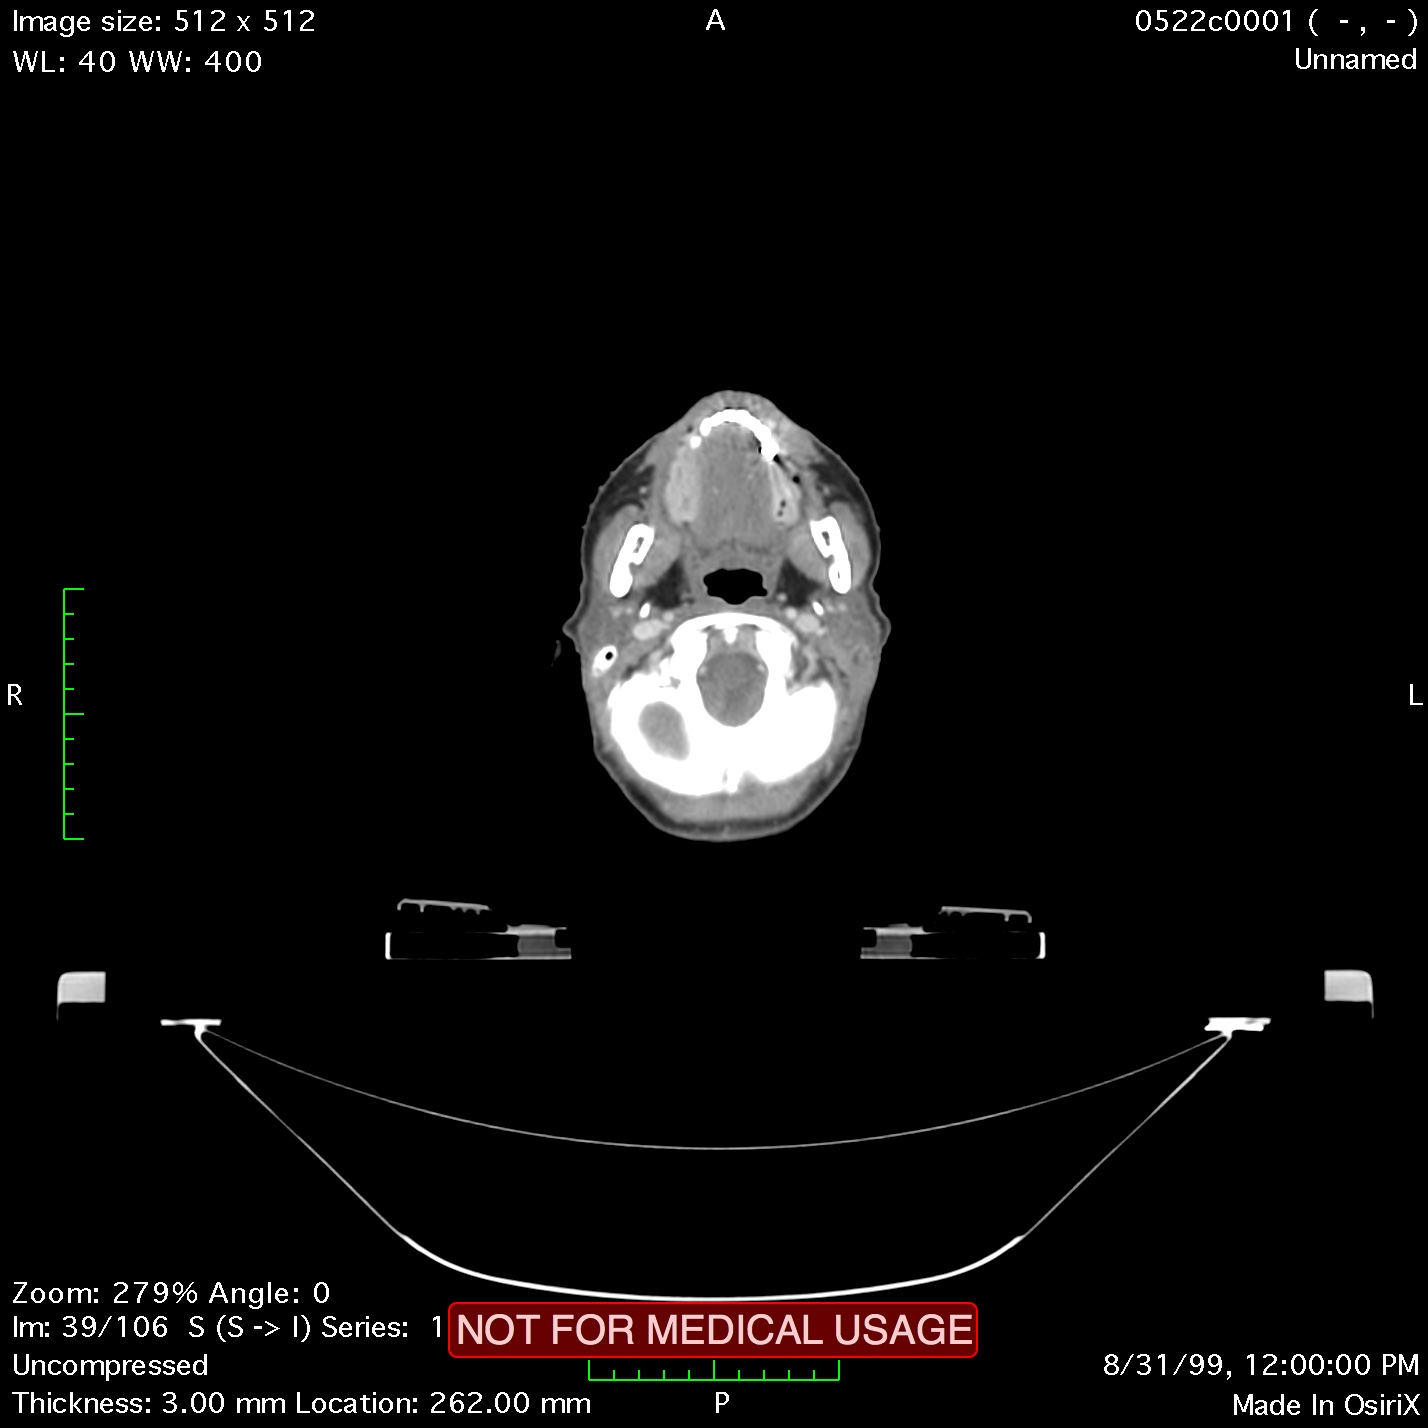 Image size: 512 x 512
WL: 40 WW: 400
A
0522c0001 ( -, -)
Unnamed
R
L
Zoom: 279% Angle: 0
Im: 39/106 S (S -> I) Series: 1
Uncompressed
Thickness: 3.00 mm Location: 262.00 mm
NOT FOR MEDICAL USAGE
P
8/31/99, 12:00:00 PM
Made In OsiriX